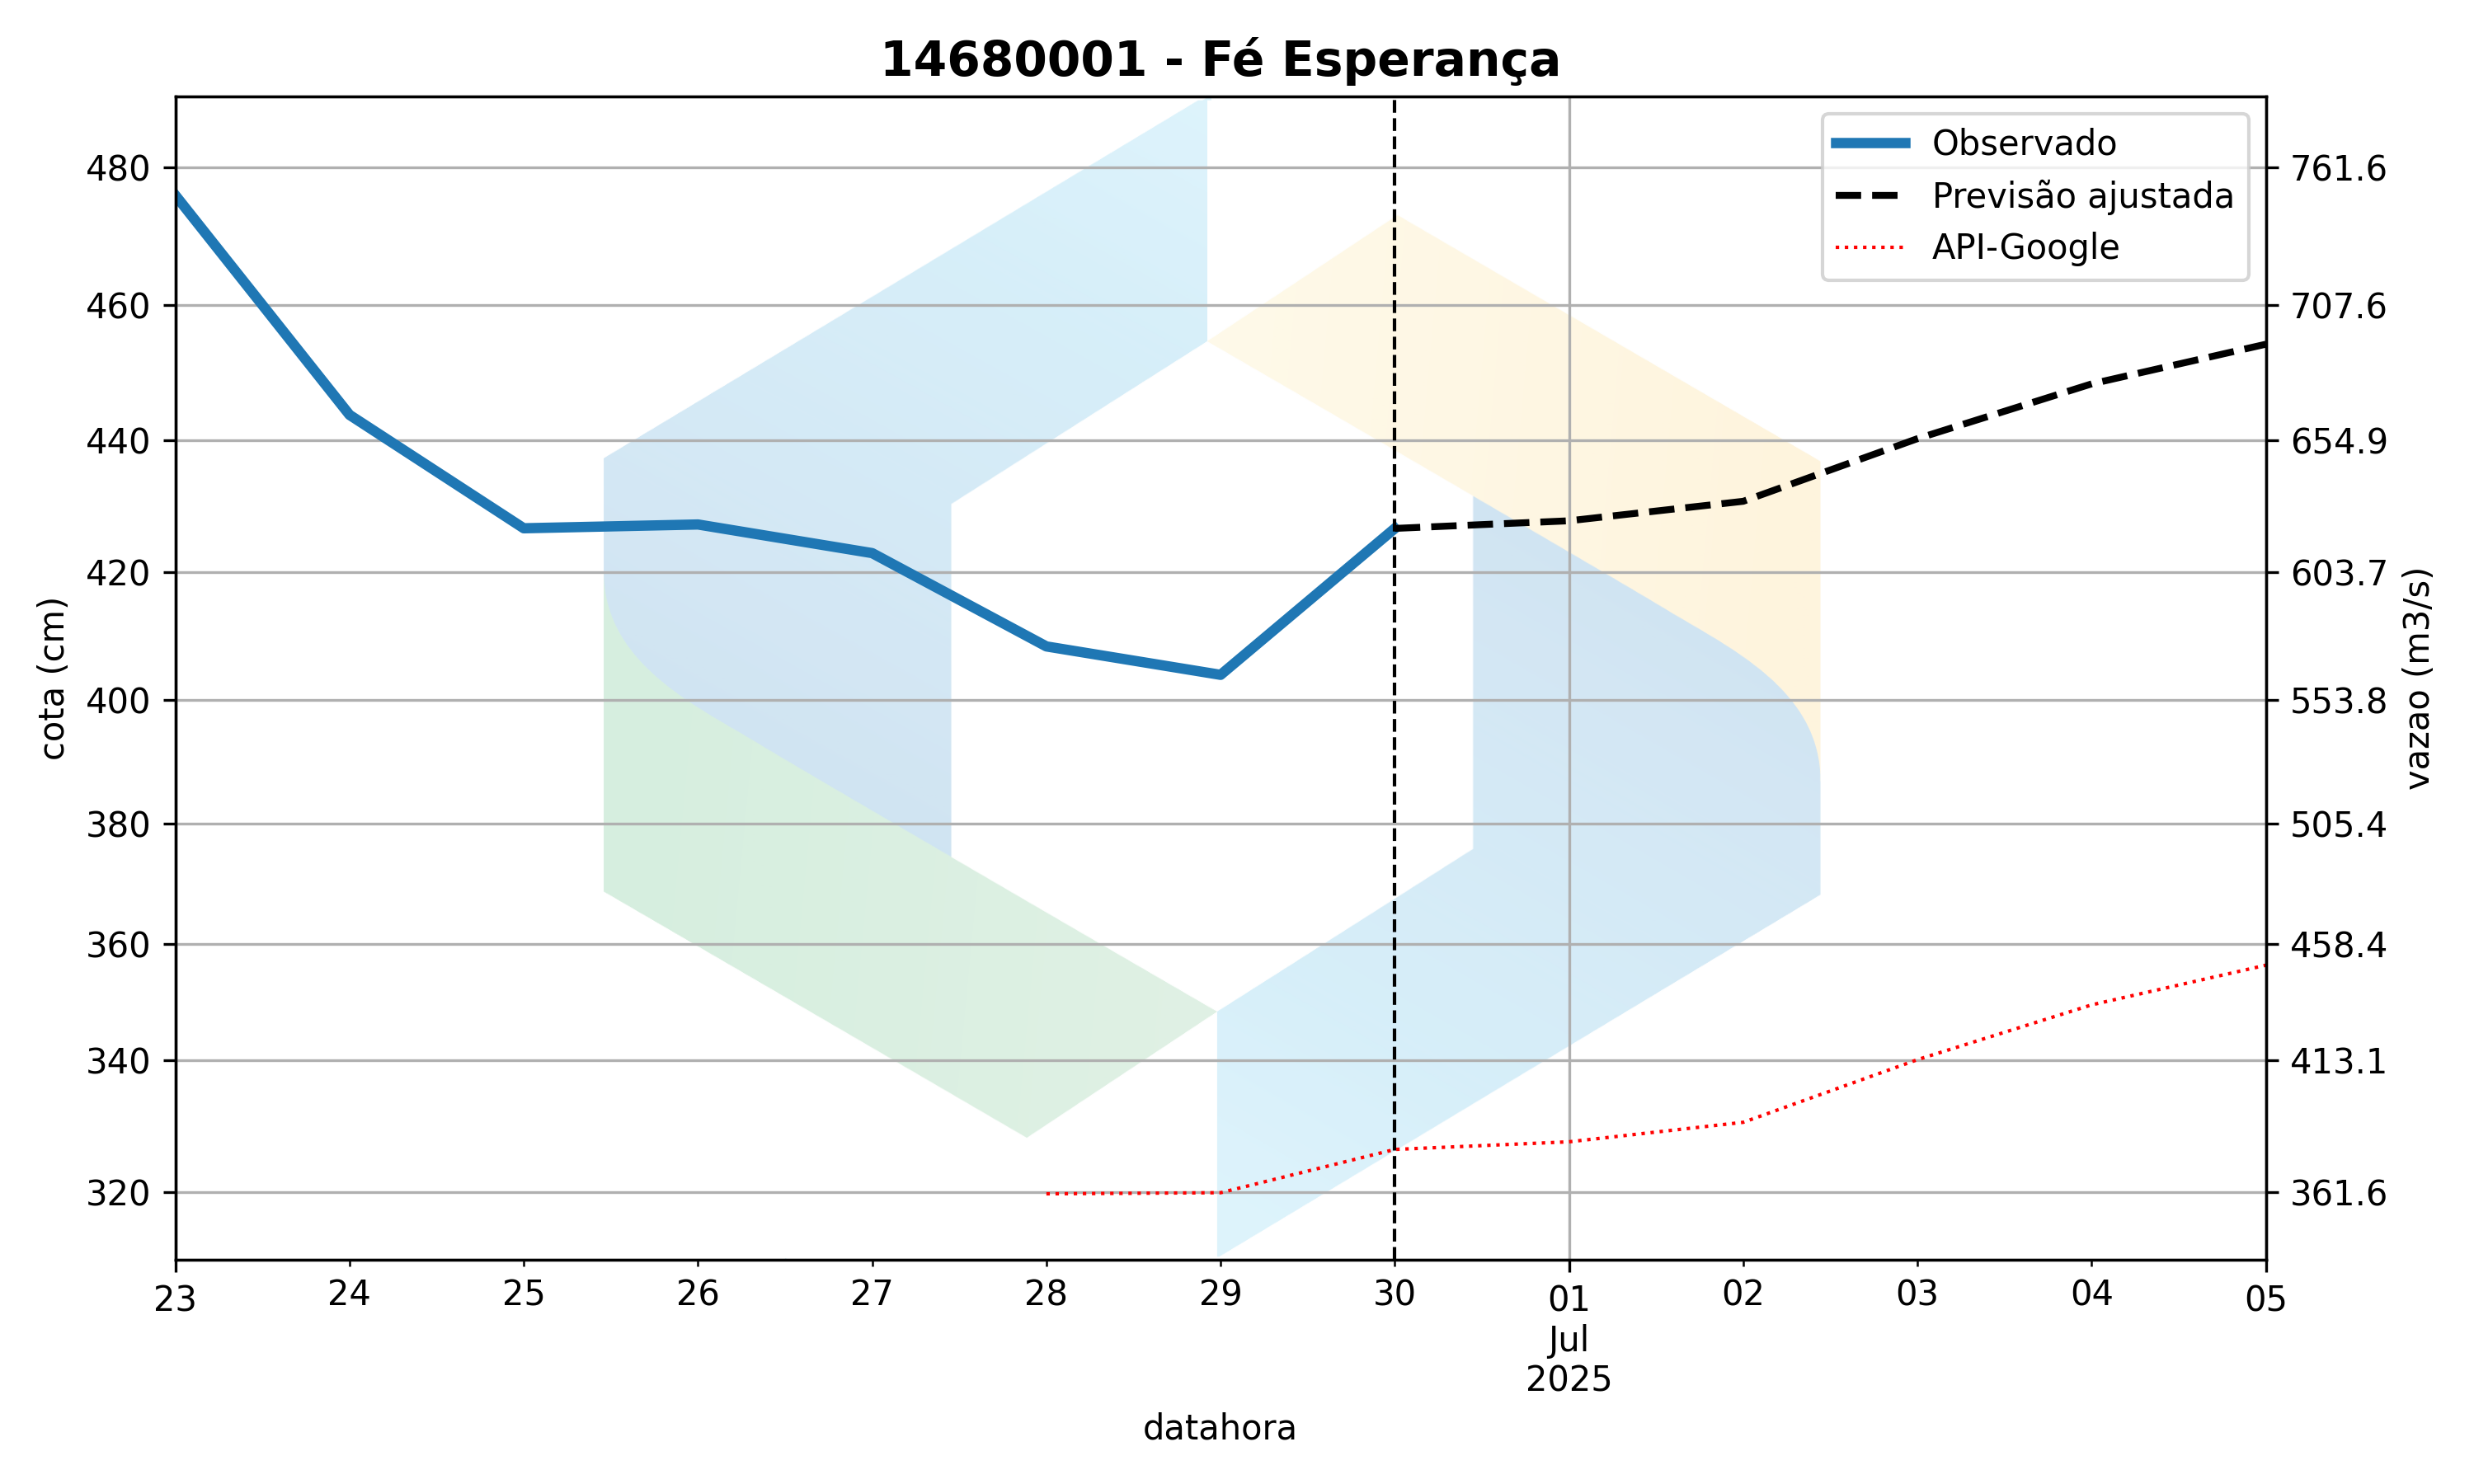 14680001 - Fé Esperança
Observado
Previsão ajustada
API-Google
cota (cm)
480
460
440
420
400
380
360
340
320
761.6
707.6
654.9
603.7
553.8
505.4
458.4
413.1
361.6
vazao (m3/s)
23 24 25 26 27 28 29 30 01 02 03 04 05
Jul
2025
datahora